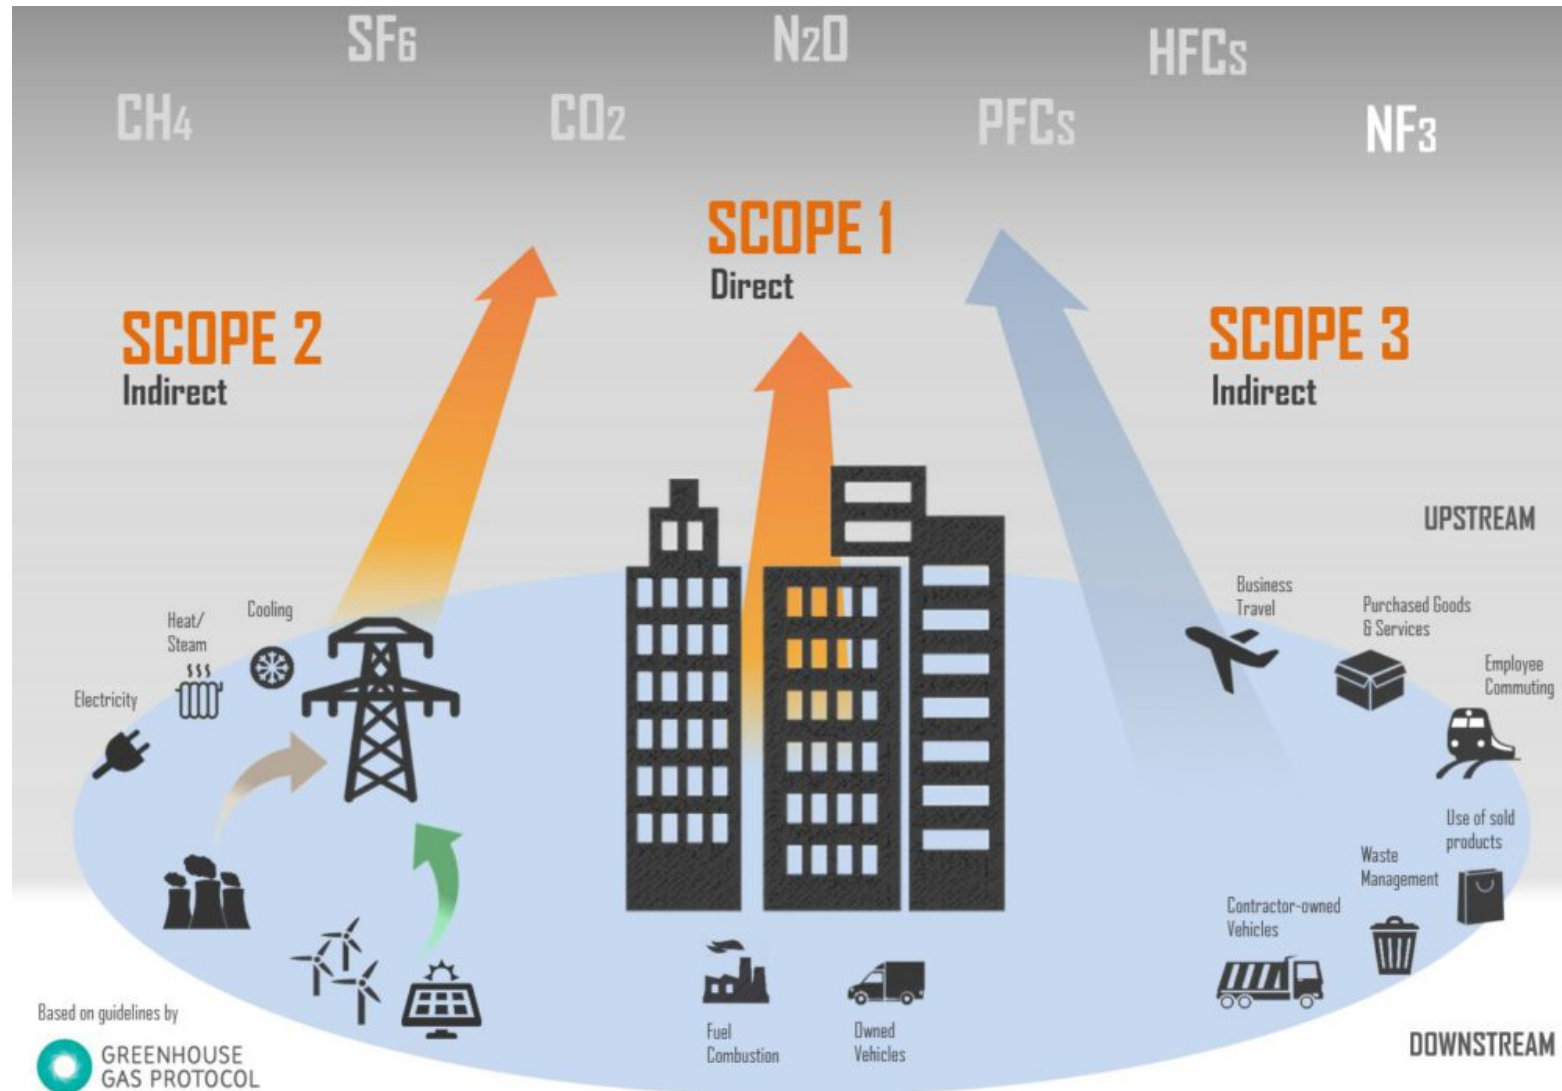 SF6
N2O
HFCs
CH4
CO2
PFCs
NF3
SCOPE 1
Direct
SCOPE 2
Indirect
SCOPE 3
Indirect
UPSTREAM
Electricity
Heat/
Steam
Cooling
Business
Travel
Purchased Goods
& Services
Employee
Commuting
Use of sold
products
Waste
Management
Contractor-owned
Vehicles
Fuel
Combustion
Owned
Vehicles
DOWNSTREAM
Based on guidelines by
GREENHOUSE
GAS PROTOCOL